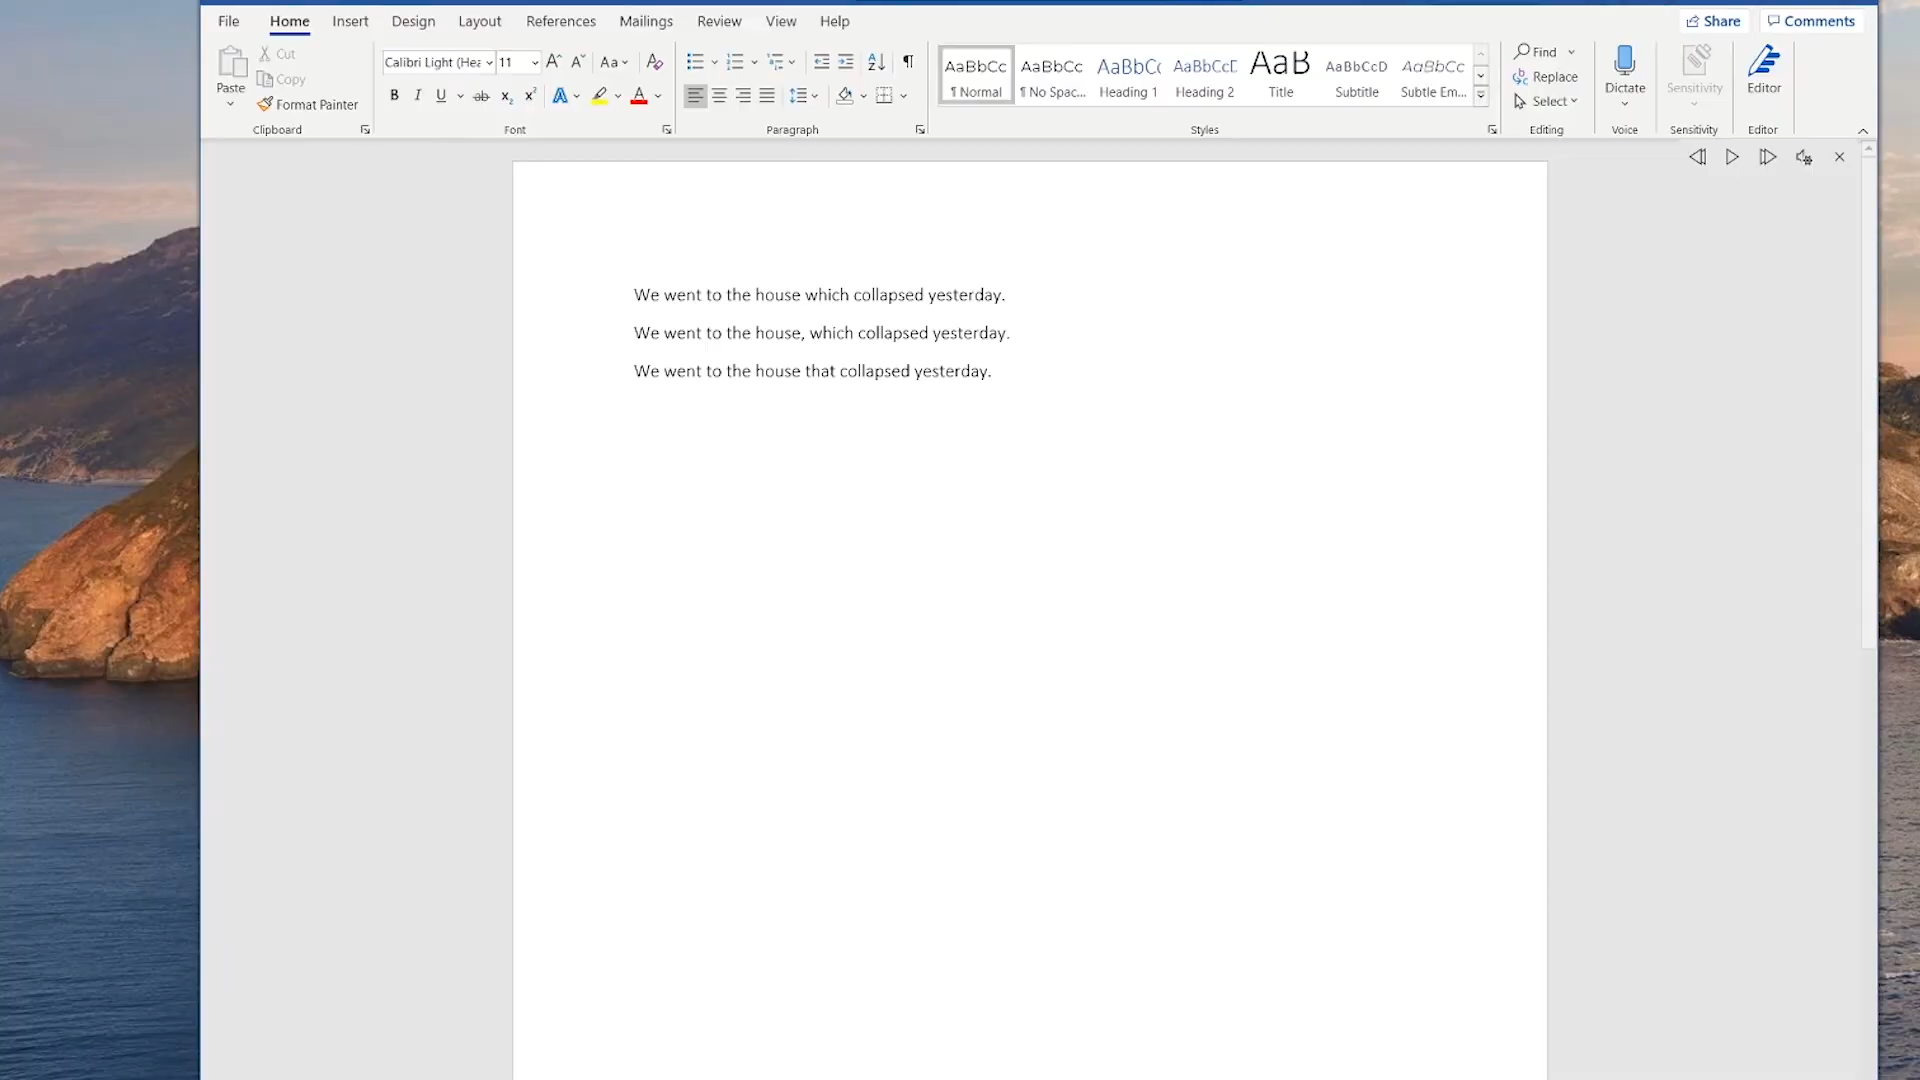 File Home Insert Design Layout References Mailings Review View Help Share Comments
Paste Cut Copy Format Painter Clipboard
Calibri Light (Hea 11 Font
Paragraph
AaBbCc ¶ Normal AaBbCc ¶ No Spac... AaBbC Heading 1 AaBbCcD Heading 2 AaB Title AaBbCcD Subtitle AaBbCc Subtle Em... Styles
Find Replace Select Editing
Dictate Voice
Sensitivity Sensitivity
Editor Editor
We went to the house which collapsed yesterday.
We went to the house, which collapsed yesterday.
We went to the house that collapsed yesterday.